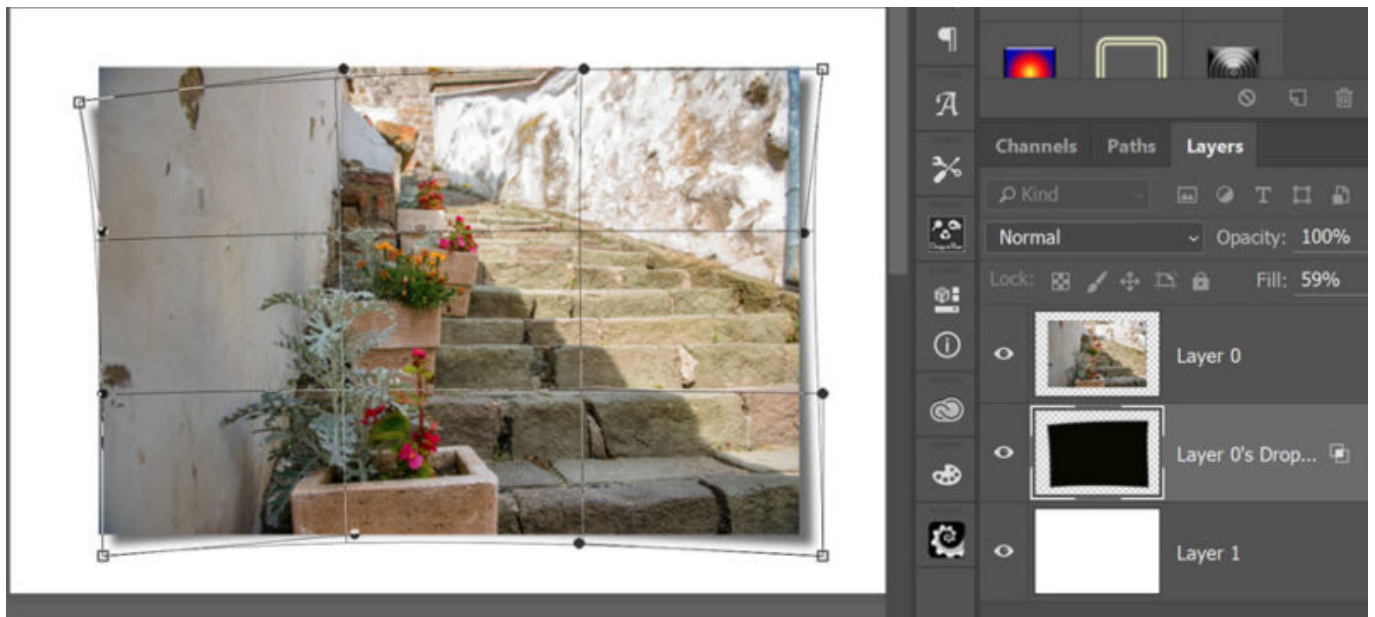 Channels Paths Layers
Kind
Normal Opacity: 100%
Lock: Fill: 59%
Layer 0
Layer 0's Drop...
Layer 1